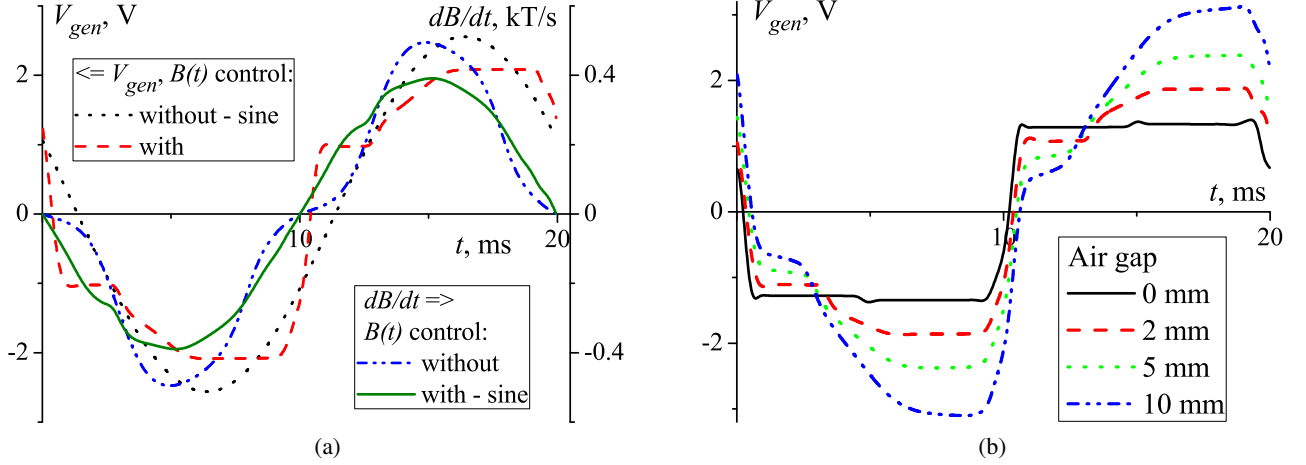 V_gen, V
dB/dt, kT/s
<= V_gen, B(t) control:
without - sine
with
2
0
-2
0.4
0
-0.4
10
20
t, ms
dB/dt =>
B(t) control:
without
with - sine
(a)
V_gen, V
2
0
-2
1
20
t, ms
Air gap
0 mm
2 mm
5 mm
10 mm
(b)